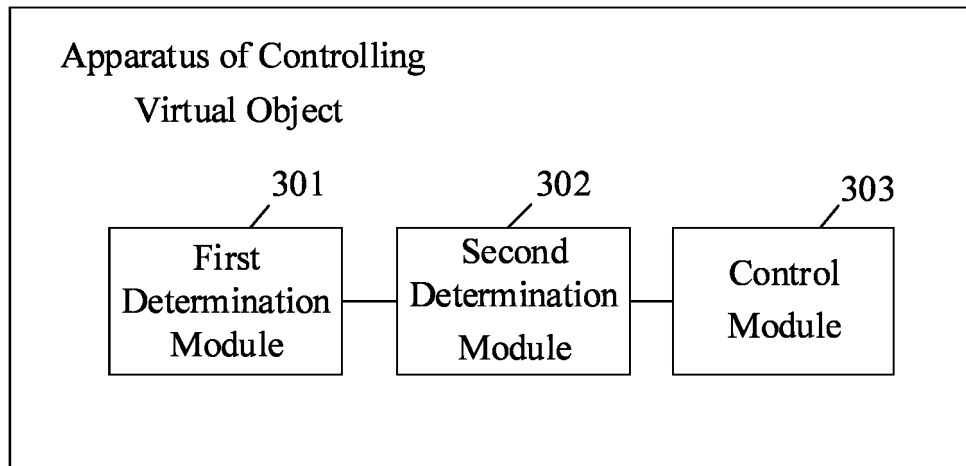 Apparatus of Controlling
Virtual Object
301
302
303
First
Determination
Module
Second
Determination
Module
Control
Module